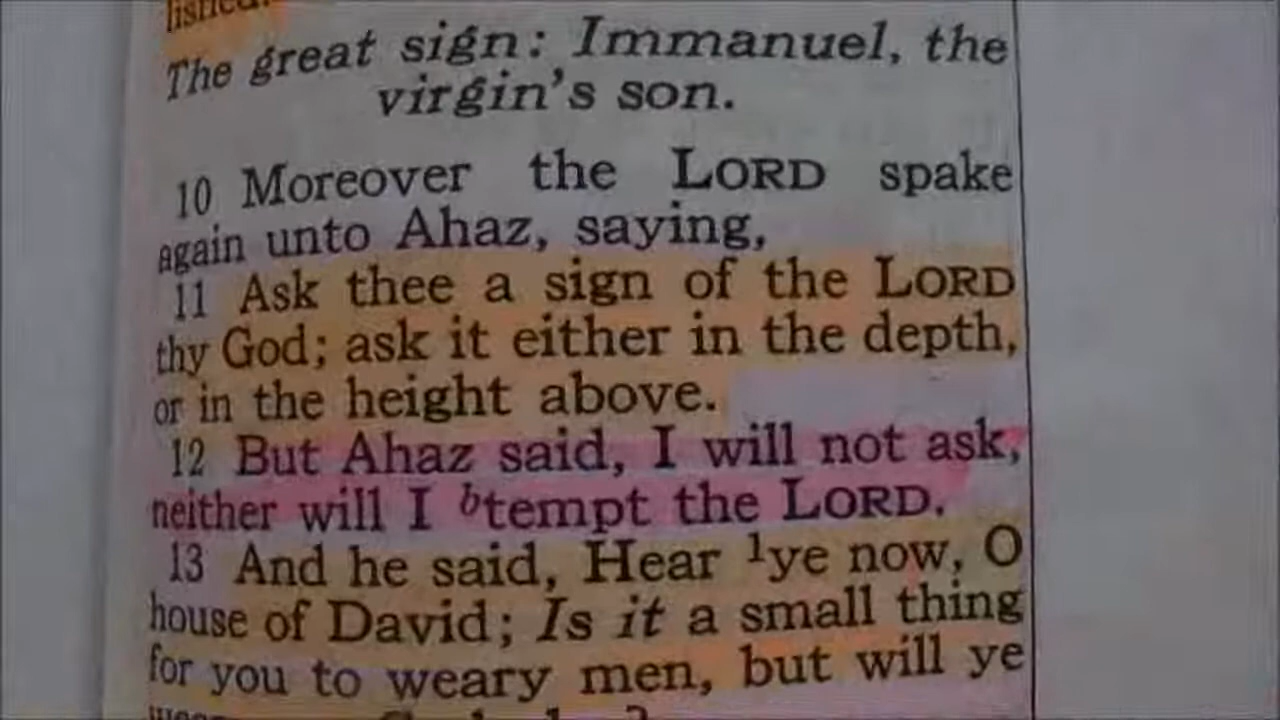 The great sign: Immanuel, the
virgin's son.
10 Moreover the LORD spake
again unto Ahaz, saying,
11 Ask thee a sign of the LORD
thy God; ask it either in the depth,
or in the height above.
12 But Ahaz said, I will not ask,
neither will I btempt the LORD.
13 And he said, Hear 1ye now, O
house of David; Is it a small thing
for you to weary men, but will ye